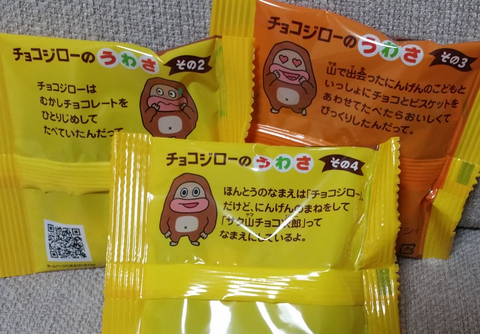 チョコジローのうわさ その2
チョコジローは
むかしチョコレートを
ひとりじめして
たべていたんだって。
チョコジローのうわさ その3
山で出会ったにんげんのこどもと
いっしょにチョコとビスケットを
あわせてたべたらおいしくて
びっくりしたんだって。
チョコジローのうわさ その4
ほんとうのなまえは「チョコジロー」
だけど、にんげんのまねをして
「サク山チョコ次郎」って
なまえにしているよ。